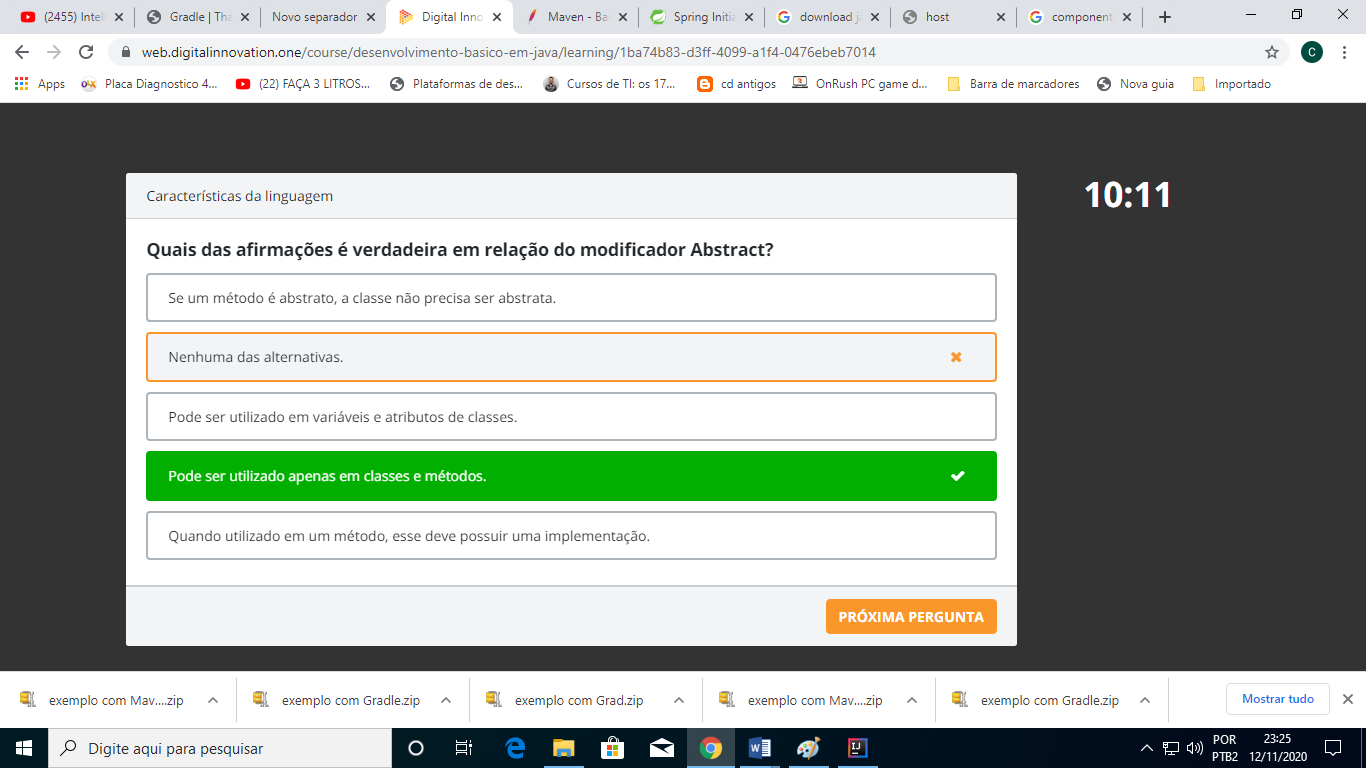 (2455) Intell
Gradle | Tha
Novo separador
Digital Inno
Maven - Ba
Spring Initia
download ja
host
component
web.digitalinnovation.one/course/desenvolvimento-basico-em-java/learning/1ba74b83-d3ff-4099-a1f4-0476ebeb7014
C
Apps
Placa Diagnostico 4...
(22) FAÇA 3 LITROS...
Plataformas de des...
Cursos de TI: os 17...
cd antigos
OnRush PC game d...
Barra de marcadores
Nova guia
Importado
Características da linguagem
10:11
Quais das afirmações é verdadeira em relação do modificador Abstract?
Se um método é abstrato, a classe não precisa ser abstrata.
Nenhuma das alternativas.
Pode ser utilizado em variáveis e atributos de classes.
Pode ser utilizado apenas em classes e métodos.
Quando utilizado em um método, esse deve possuir uma implementação.
PRÓXIMA PERGUNTA
exemplo com Mav....zip
exemplo com Gradle.zip
exemplo com Grad.zip
exemplo com Mav....zip
exemplo com Gradle.zip
Mostrar tudo
Digite aqui para pesquisar
POR
PTB2
23:25
12/11/2020